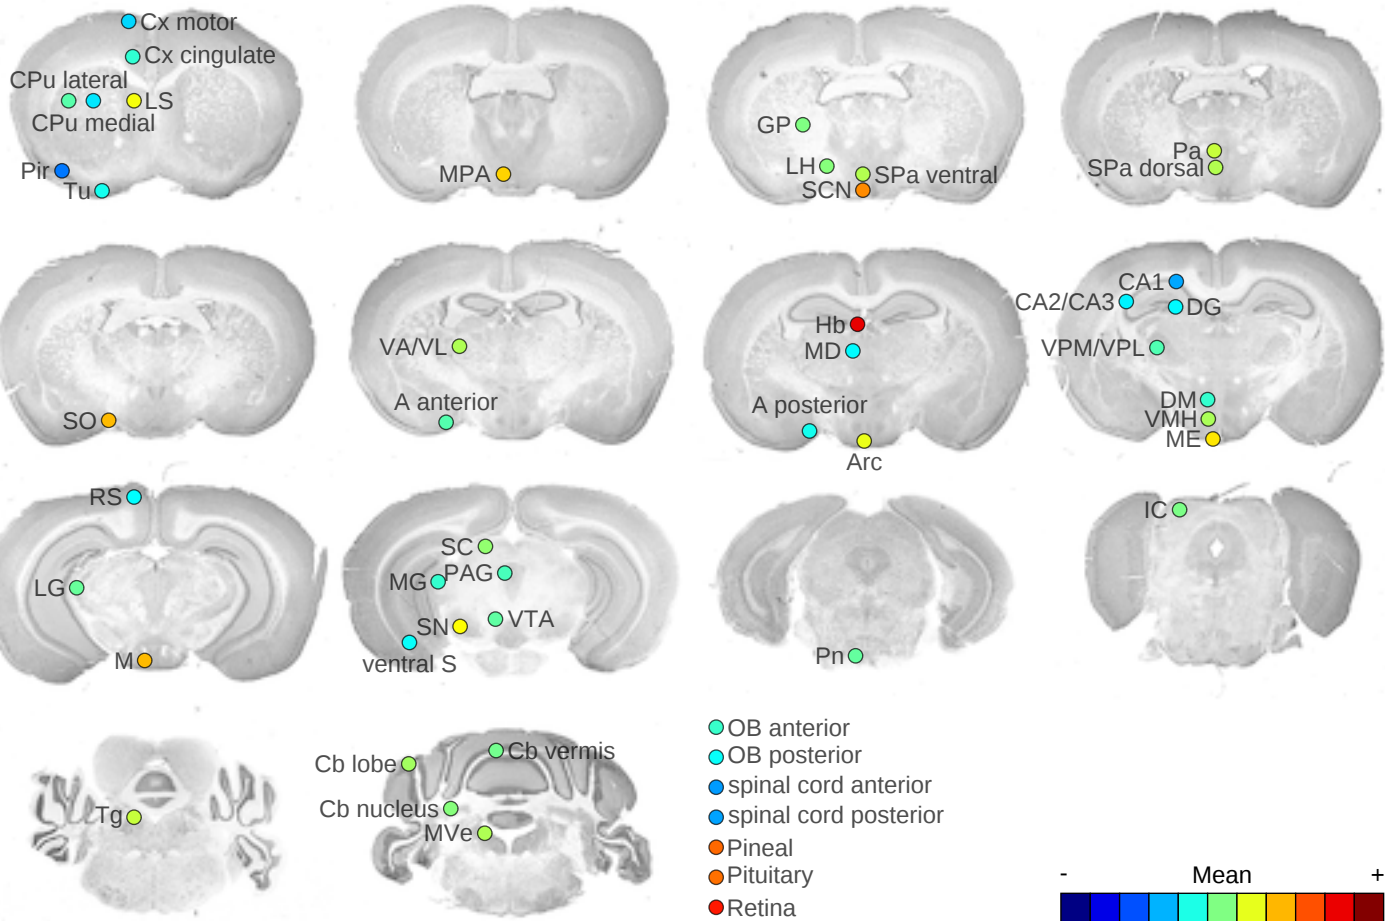 Cx motor
Cx cingulate
CPu lateral
LS
CPu medial
Pir
Tu
MPA
GP
LH
SPa ventral
SCN
Pa
SPa dorsal
SO
VA/VL
A anterior
Hb
MD
A posterior
Arc
CA1
CA2/CA3
DG
VPM/VPL
DM
VMH
ME
RS
LG
M
SC
MG
PAG
SN
VTA
ventral S
Pn
IC
Tg
Cb lobe
Cb vermis
Cb nucleus
MVe
OB anterior
OB posterior
spinal cord anterior
spinal cord posterior
Pineal
Pituitary
Retina
- Mean +